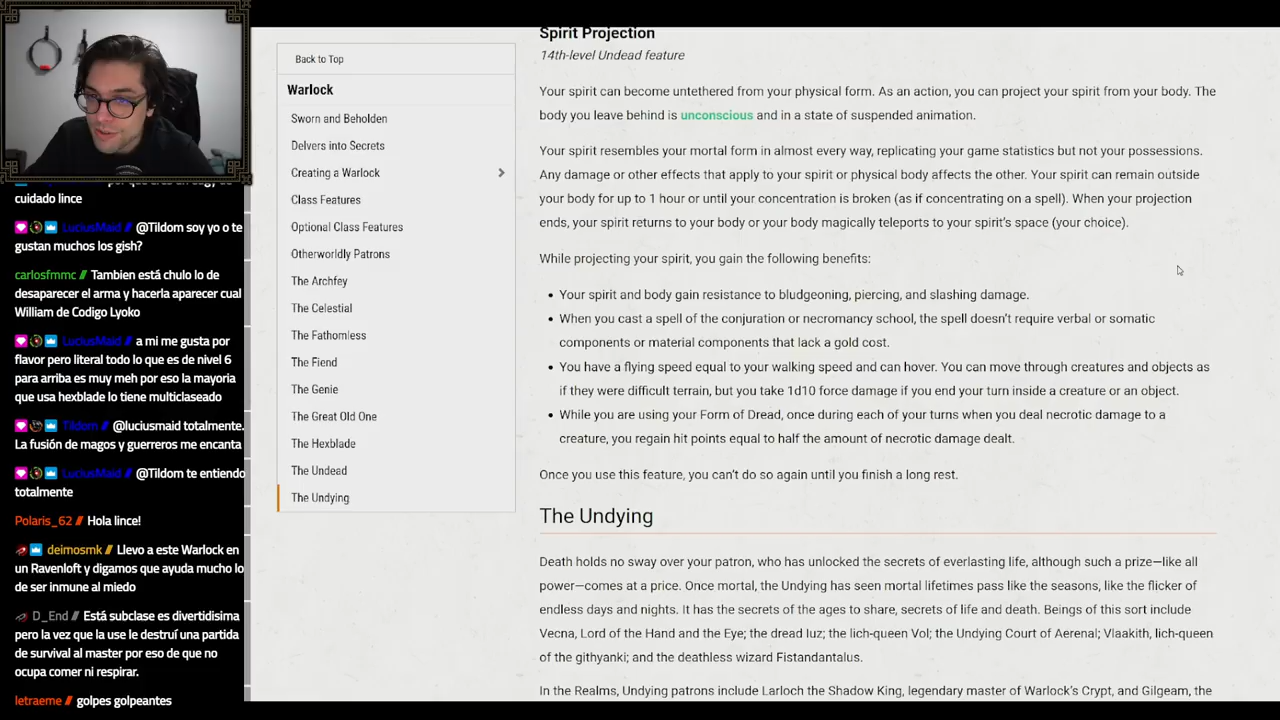 cuidado lince
LuciusMaid // @Tildom soy yo o te
gustan muchos los gish?
carlosfmmc // Tambien está chulo lo de
desaparecer el arma y hacerla aparecer cual
William de Codigo Lyoko
LuciusMaid // a mi me gusta por
flavor pero literal todo lo que es de nivel 6
para arriba es muy meh por eso la mayoria
que usa hexblade lo tiene multiclaseado
Tildom // @luciusmaid totalmente.
La fusión de magos y guerreros me encanta
LuciusMaid // @Tildom te entiendo
totalmente
Polaris_62 // Hola lince!
deimosmk // Llevo a este Warlock en
un Ravenloft y digamos que ayuda mucho lo
de ser inmune al miedo
D_End // Está subclase es divertidisima
pero la vez que la use le destruí una partida
de survival al master por eso de que no
ocupa comer ni respirar.
letraeme // golpes golpeantes
Back to Top
Warlock
Sworn and Beholden
Delvers into Secrets
Creating a Warlock
Class Features
Optional Class Features
Otherworldly Patrons
The Archfey
The Celestial
The Fathomless
The Fiend
The Genie
The Great Old One
The Hexblade
The Undead
The Undying
Spirit Projection
14th-level Undead feature
Your spirit can become untethered from your physical form. As an action, you can project your spirit from your body. The
body you leave behind is unconscious and in a state of suspended animation.
Your spirit resembles your mortal form in almost every way, replicating your game statistics but not your possessions.
Any damage or other effects that apply to your spirit or physical body affects the other. Your spirit can remain outside
your body for up to 1 hour or until your concentration is broken (as if concentrating on a spell). When your projection
ends, your spirit returns to your body or your body magically teleports to your spirit's space (your choice).
While projecting your spirit, you gain the following benefits:
• Your spirit and body gain resistance to bludgeoning, piercing, and slashing damage.
• When you cast a spell of the conjuration or necromancy school, the spell doesn't require verbal or somatic
components or material components that lack a gold cost.
• You have a flying speed equal to your walking speed and can hover. You can move through creatures and objects as
if they were difficult terrain, but you take 1d10 force damage if you end your turn inside a creature or an object.
• While you are using your Form of Dread, once during each of your turns when you deal necrotic damage to a
creature, you regain hit points equal to half the amount of necrotic damage dealt.
Once you use this feature, you can't do so again until you finish a long rest.
The Undying
Death holds no sway over your patron, who has unlocked the secrets of everlasting life, although such a prize—like all
power—comes at a price. Once mortal, the Undying has seen mortal lifetimes pass like the seasons, like the flicker of
endless days and nights. It has the secrets of the ages to share, secrets of life and death. Beings of this sort include
Vecna, Lord of the Hand and the Eye; the dread Iuz; the lich-queen Vol; the Undying Court of Aerenal; Vlaakith, lich-queen
of the githyanki; and the deathless wizard Fistandantalus.
In the Realms, Undying patrons include Larloch the Shadow King, legendary master of Warlock's Crypt, and Gilgeam, the